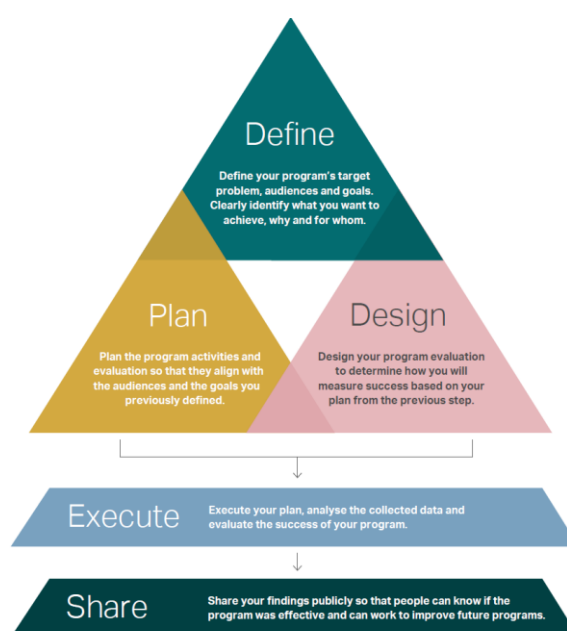 Define
Define your program's target
problem, audiences and goals.
Clearly identify what you want to
achieve, why and for whom.
Plan
Plan the program activities and
evaluation so that they align with
the audiences and the goals you
previously defined.
Design
Design your program evaluation
to determine how you will
measure success based on your
plan from the previous step.
Execute
Execute your plan, analyse the collected data and
evaluate the success of your program.
Share
Share your findings publicly so that people can know if the
program was effective and can work to improve future programs.